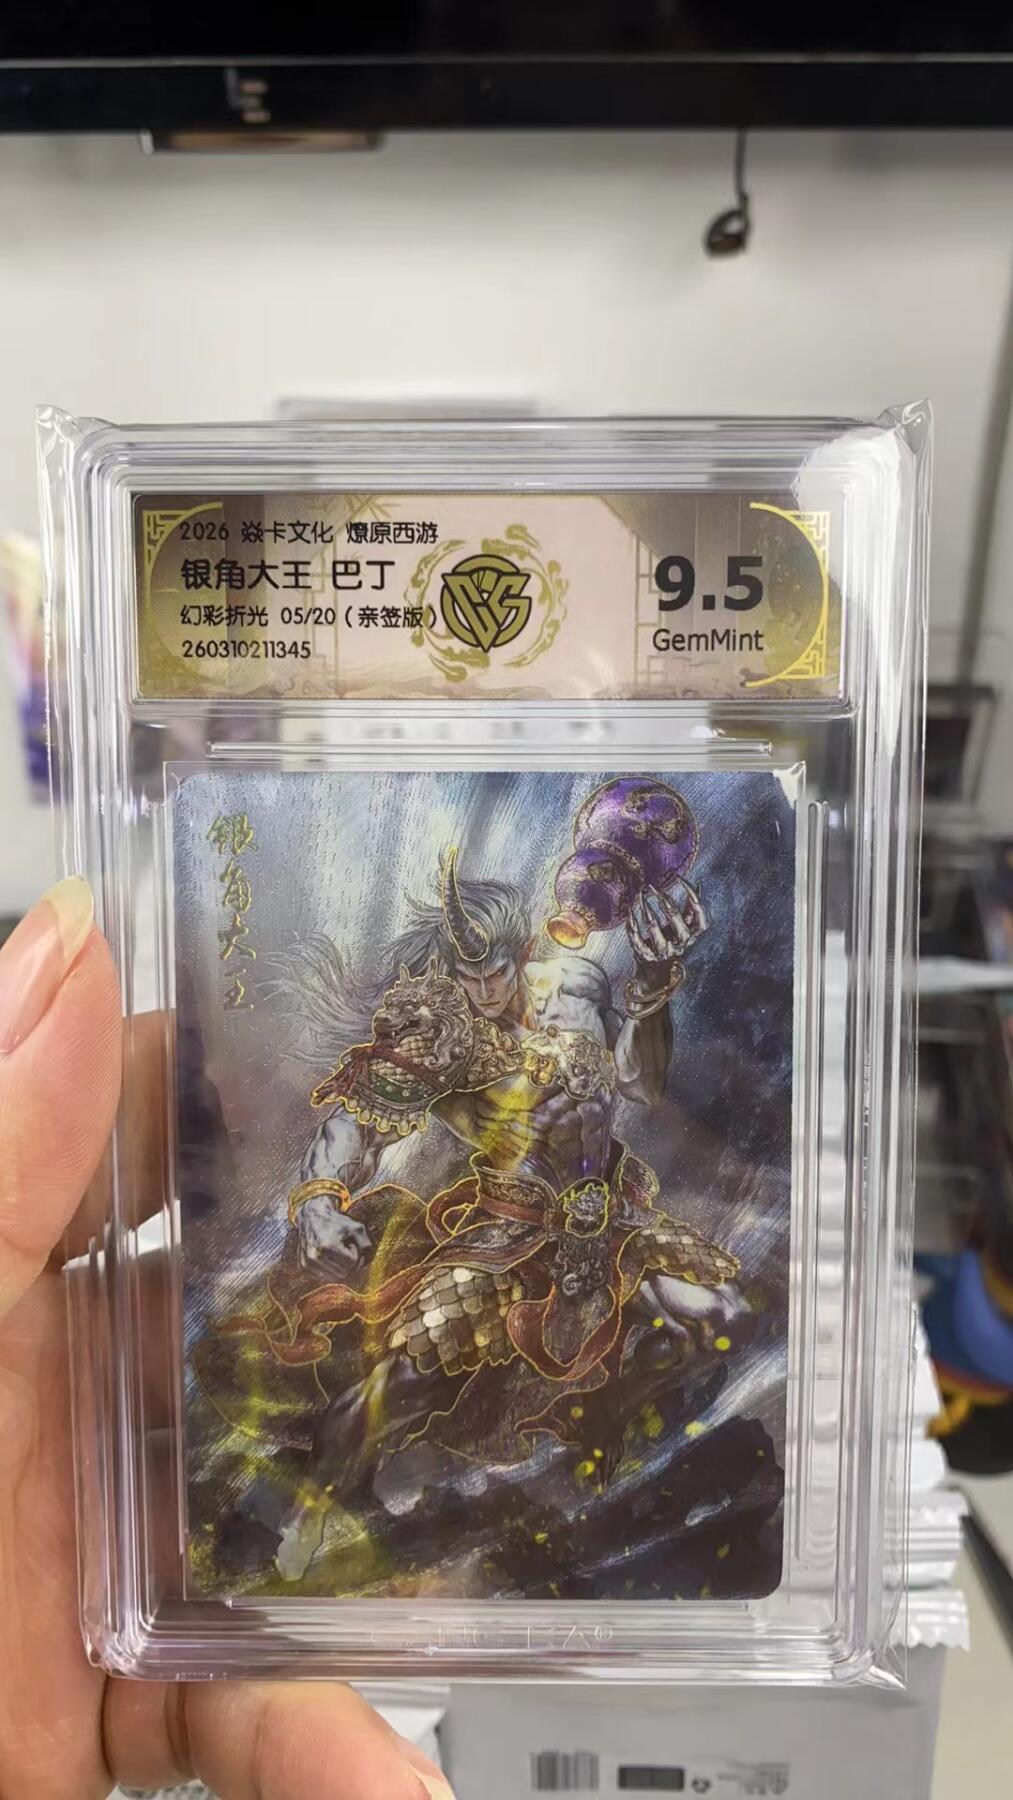 2026 焱卡文化 燎原西游
银角大王 巴丁
幻彩折光 05/20（亲签版）
260310211345
9.5
GemMint
银角大王